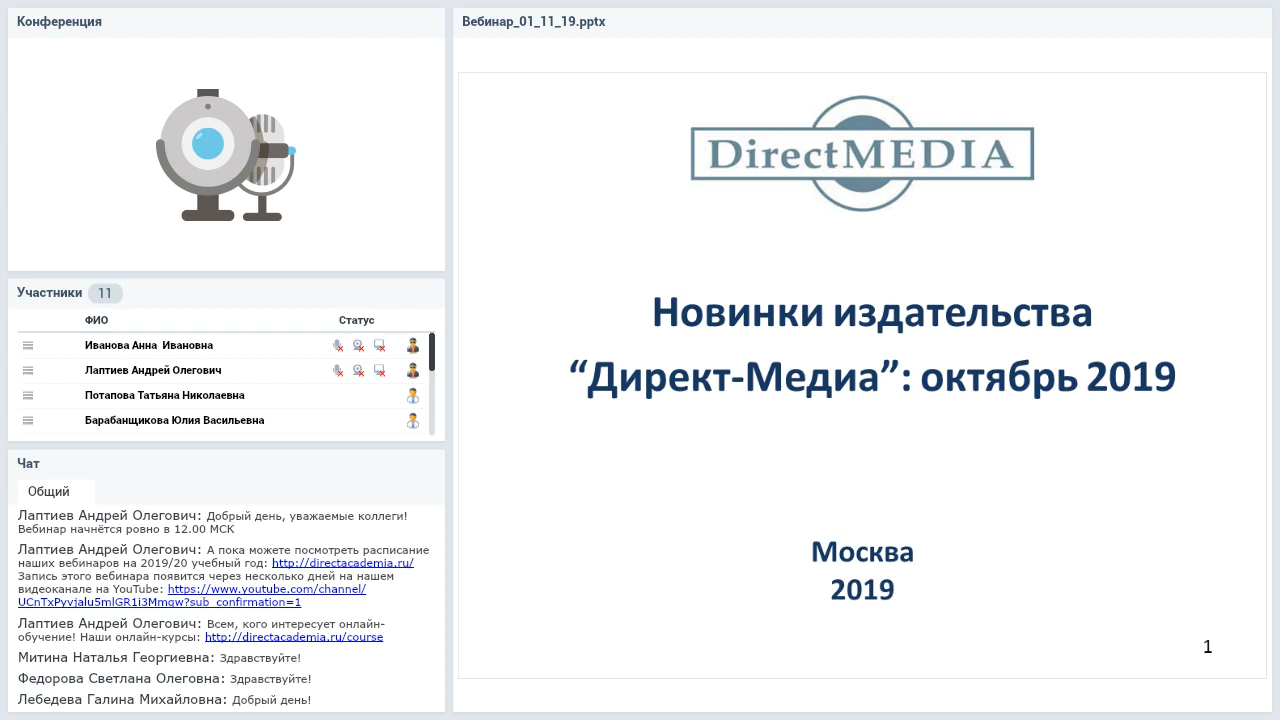 Конференция
Участники 11
ФИО Статус
Иванова Анна Ивановна
Лаптиев Андрей Олегович
Потапова Татьяна Николаевна
Барабанщикова Юлия Васильевна
Чат
Общий
Лаптиев Андрей Олегович: Добрый день, уважаемые коллеги!
Вебинар начнётся ровно в 12.00 МСК
Лаптиев Андрей Олегович: А пока можете посмотреть расписание
наших вебинаров на 2019/20 учебный год: http://directacademia.ru/
Запись этого вебинара появится через несколько дней на нашем
видеоканале на YouTube: https://www.youtube.com/channel/
UCnTxPyvjalu5mlGR1i3Mmqw?sub_confirmation=1
Лаптиев Андрей Олегович: Всем, кого интересует онлайн-
обучение! Наши онлайн-курсы: http://directacademia.ru/course
Митина Наталья Георгиевна: Здравствуйте!
Федорова Светлана Олеговна: Здравствуйте!
Лебедева Галина Михайловна: Добрый день!
Вебинар_01_11_19.pptx
DirectMEDIA
Новинки издательства
“Директ-Медиа”: октябрь 2019
Москва
2019
1